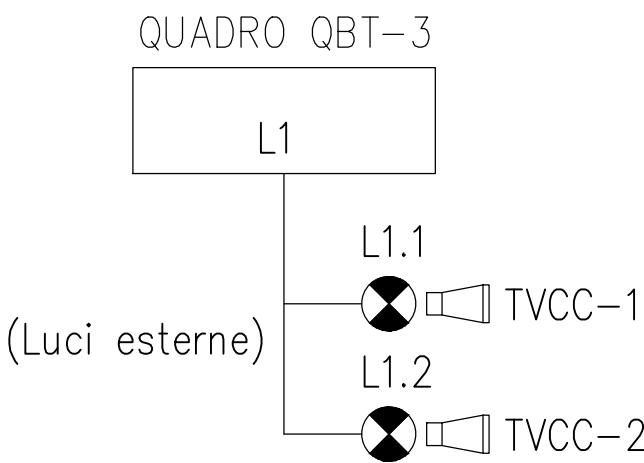 QUADRO QBT-3
L1
L1.1
TVCC-1
(Luci esterne)
L1.2
TVCC-2